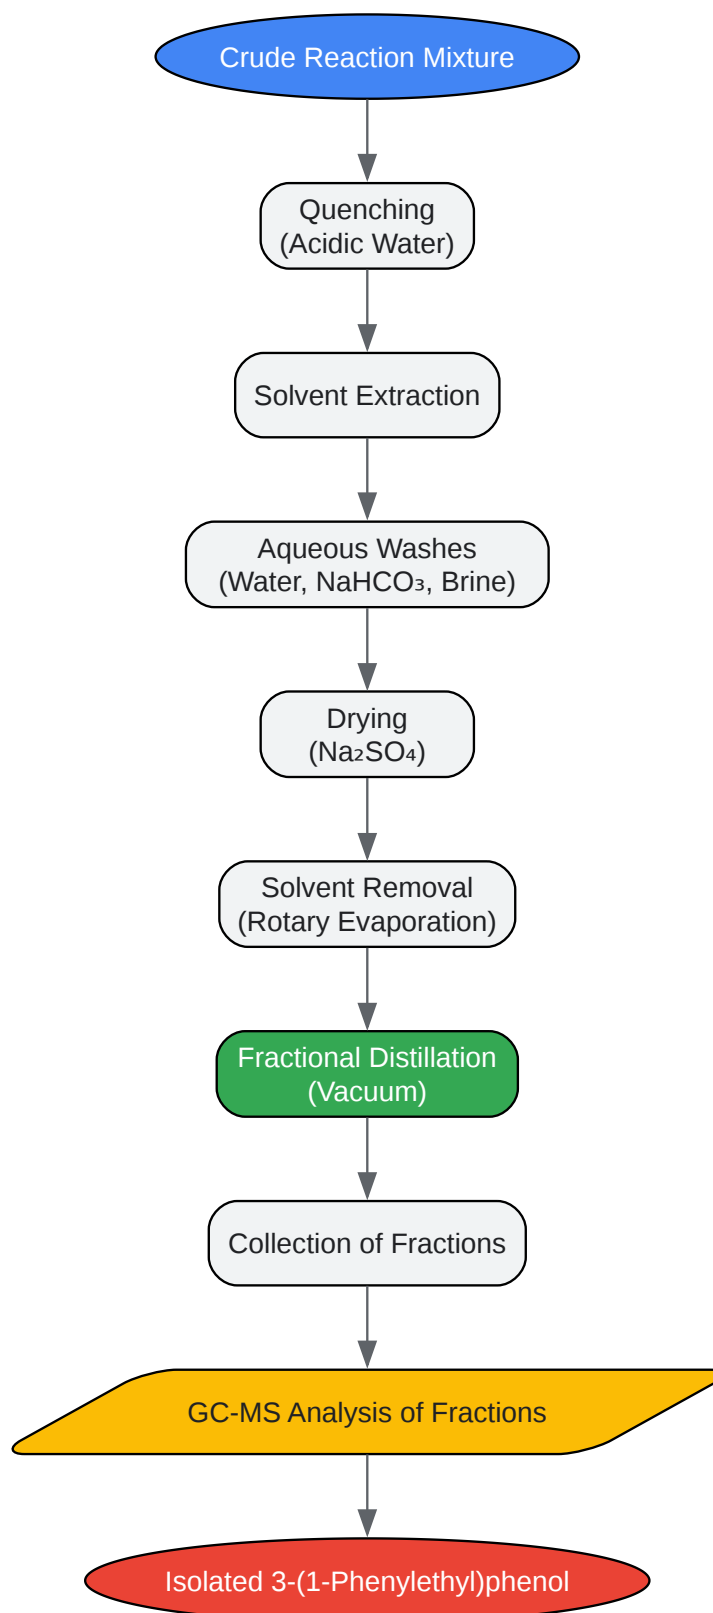 Crude Reaction Mixture
Quenching
(Acidic Water)
Solvent Extraction
Aqueous Washes
(Water, NaHCO₃, Brine)
Drying
(Na₂SO₄)
Solvent Removal
(Rotary Evaporation)
Fractional Distillation
(Vacuum)
Collection of Fractions
GC-MS Analysis of Fractions
Isolated 3-(1-Phenylethyl)phenol